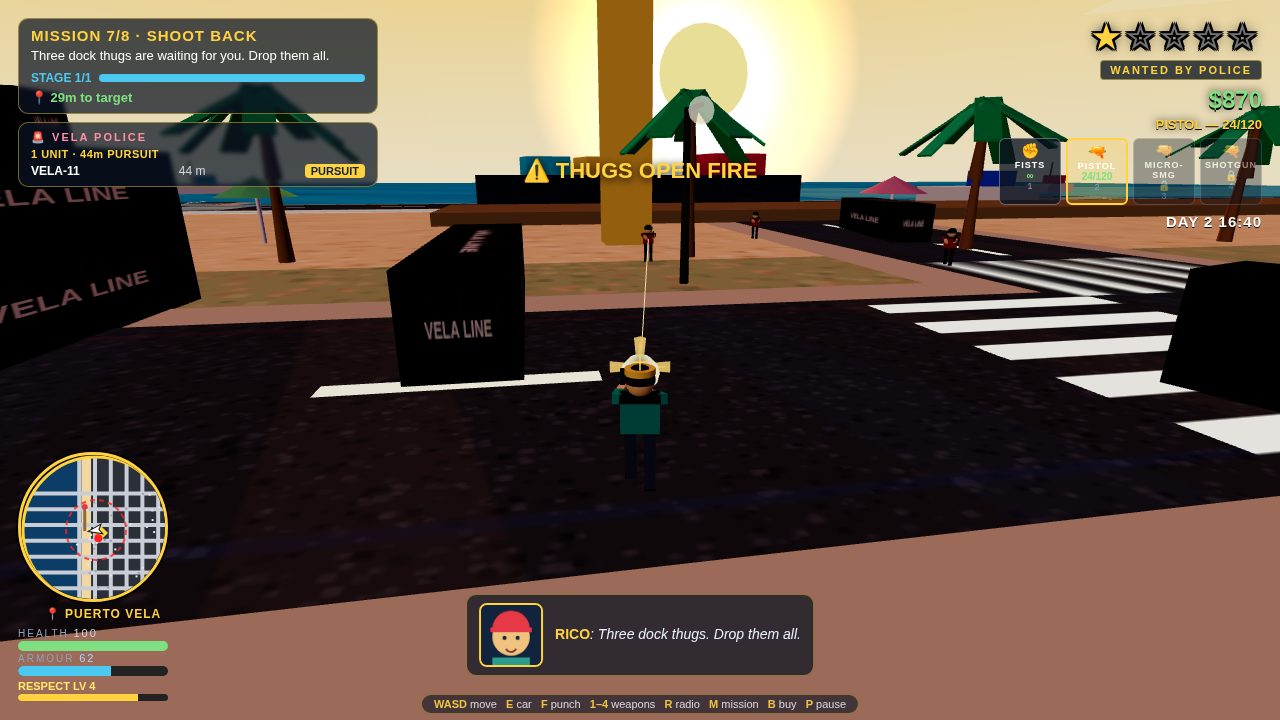 MISSION 7/8 · SHOOT BACK
Three dock thugs are waiting for you. Drop them all.
STAGE 1/1
29m to target
VELA POLICE
1 UNIT · 44m PURSUIT
VELA-11 44 m PURSUIT
WANTED BY POLICE
$870
PISTOL — 24/120
FISTS
∞
1
PISTOL
24/120
2
MICRO-SMG
3
SHOTGUN
DAY 2 16:40
⚠ THUGS OPEN FIRE
VELA LINE
VELA LINE
VELA LINE
VELA LINE
VELA LINE
PUERTO VELA
HEALTH 100
ARMOUR 62
RESPECT LV 4
RICO: Three dock thugs. Drop them all.
WASD move E car F punch 1–4 weapons R radio M mission B buy P pause